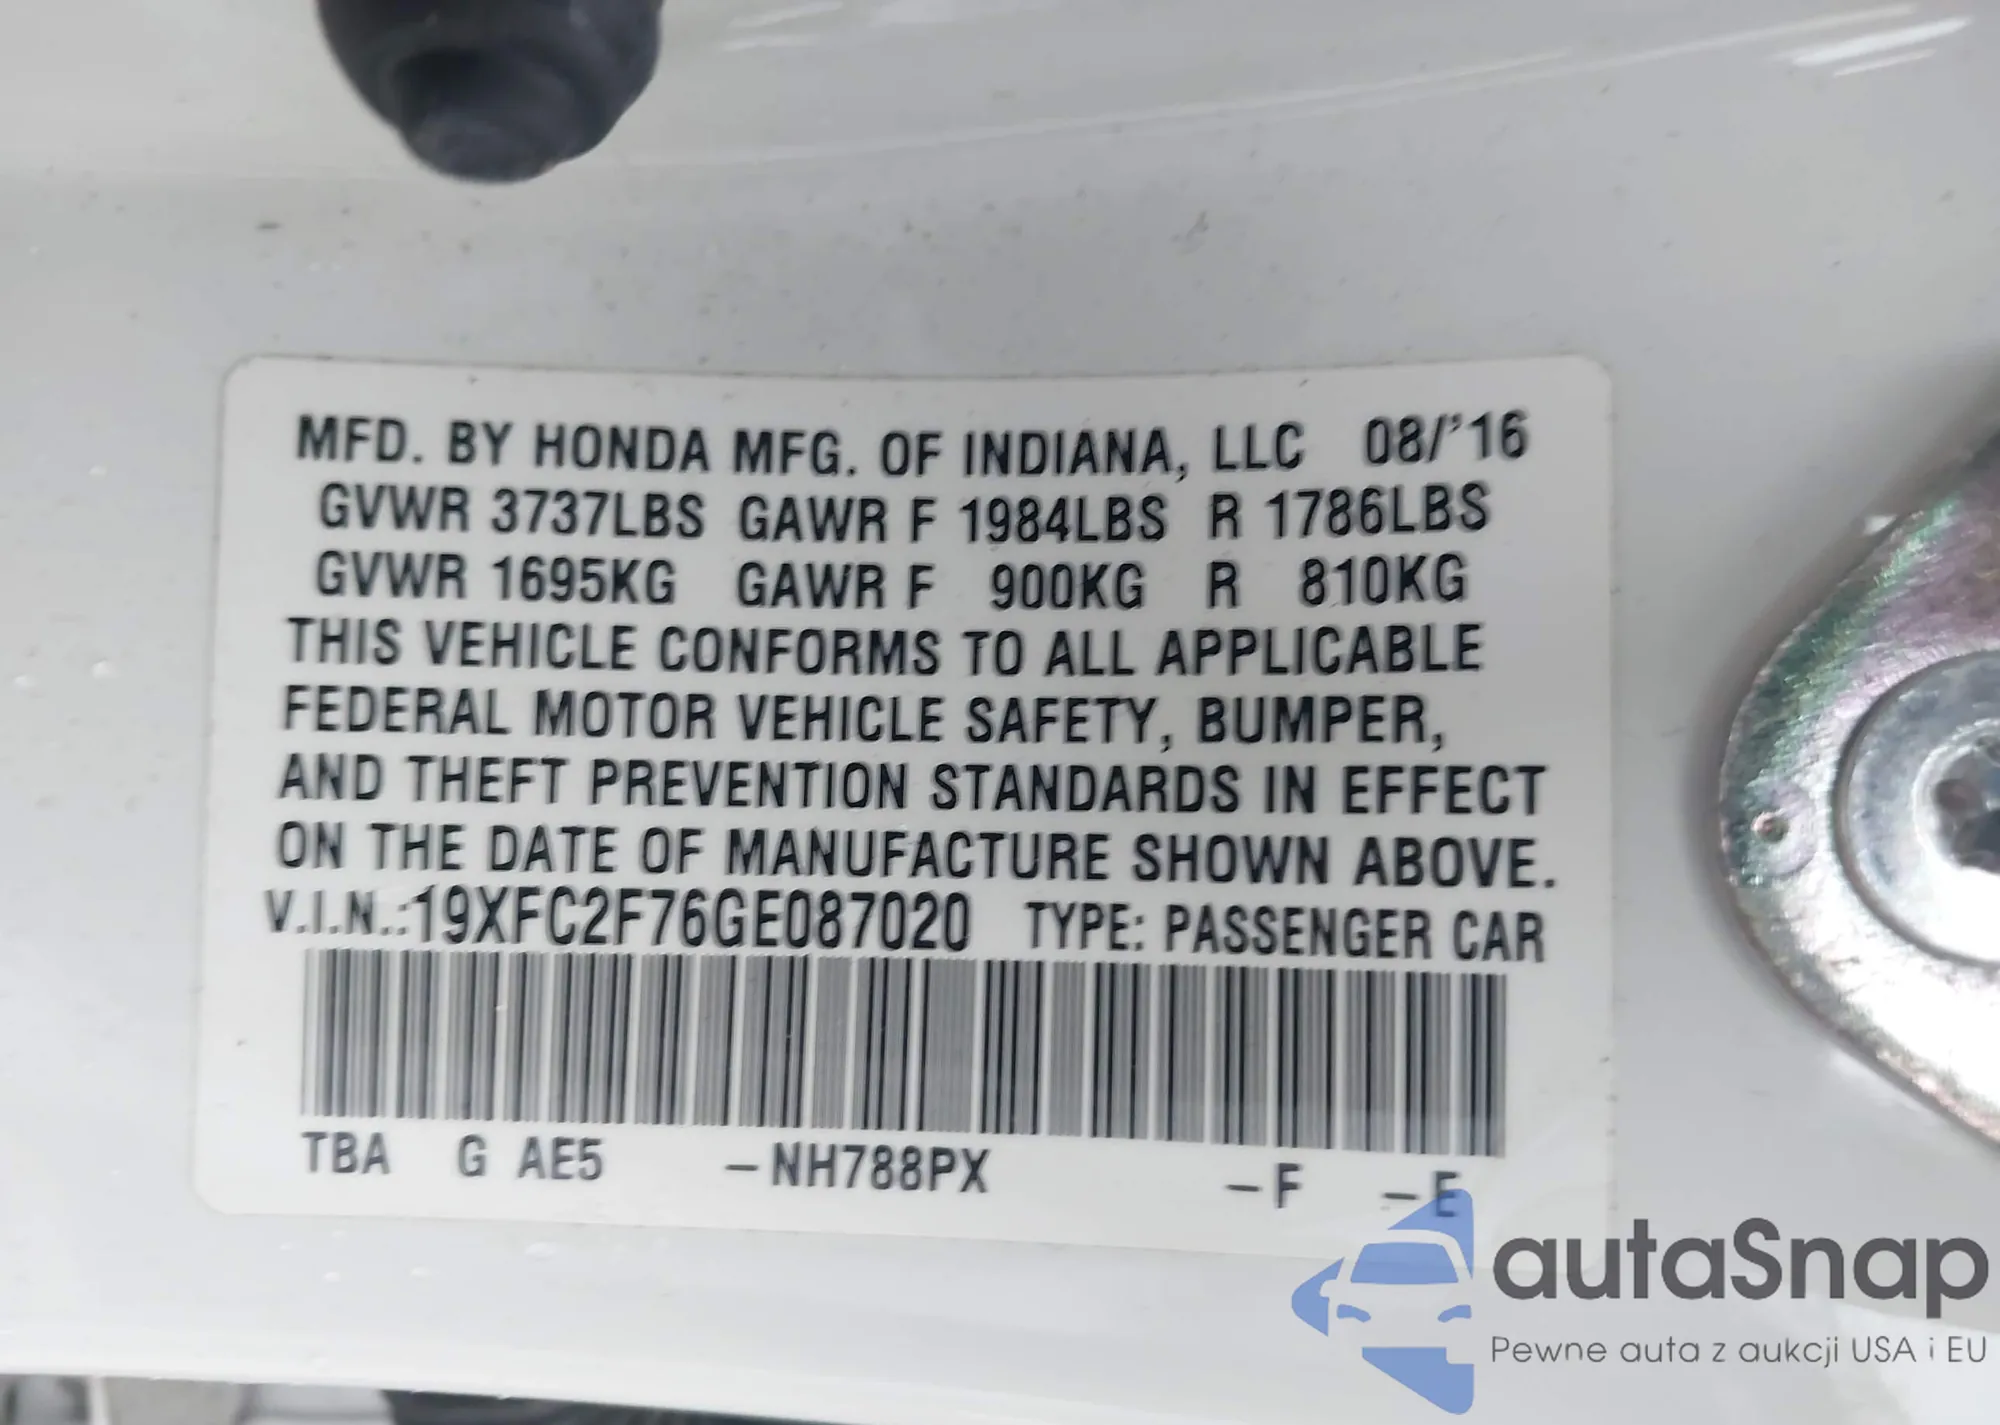 MFD. BY HONDA MFG. OF INDIANA, LLC 08/'16
GVWR 3737LBS GAWR F 1984LBS R 1786LBS
GVWR 1695KG GAWR F 900KG R 810KG
THIS VEHICLE CONFORMS TO ALL APPLICABLE
FEDERAL MOTOR VEHICLE SAFETY, BUMPER,
AND THEFT PREVENTION STANDARDS IN EFFECT
ON THE DATE OF MANUFACTURE SHOWN ABOVE.
V.I.N.:19XFC2F76GE087020 TYPE: PASSENGER CAR
TBA G AE5 –NH788PX –F –E
autaSnap
Pewne auta z aukcji USA i EU